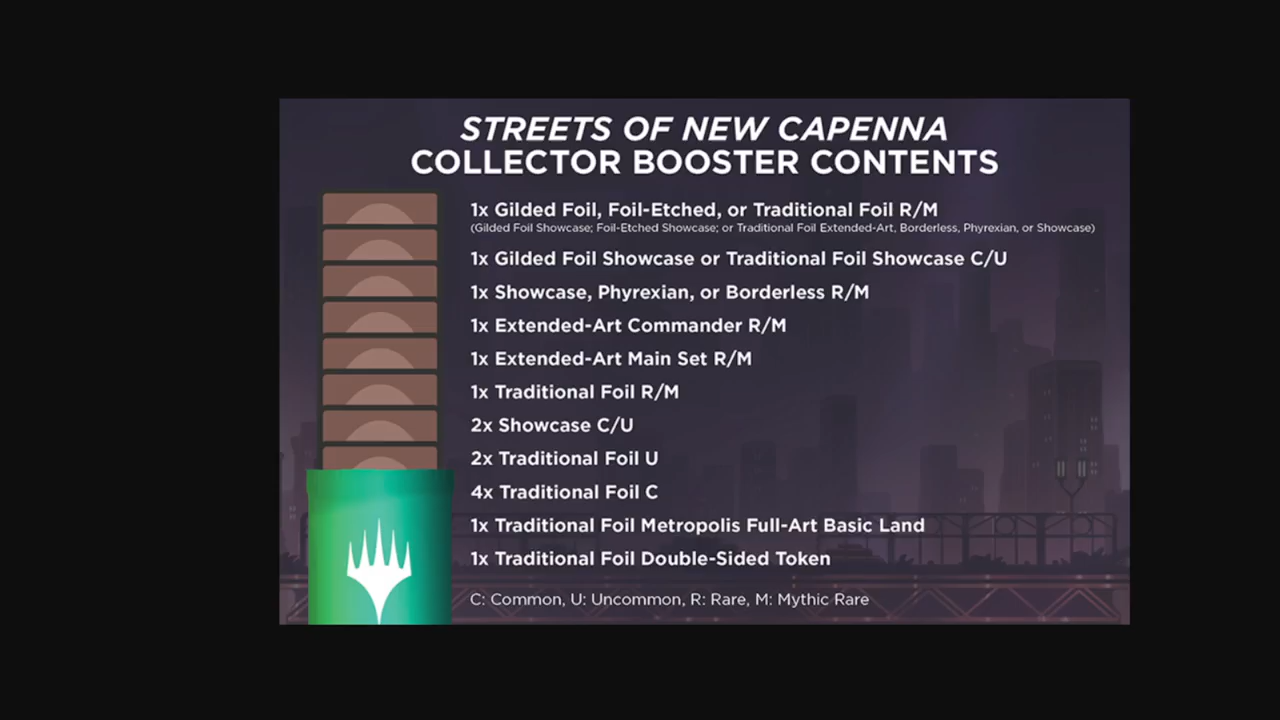 STREETS OF NEW CAPENNA
COLLECTOR BOOSTER CONTENTS
1x Gilded Foil, Foil-Etched, or Traditional Foil R/M
(Gilded Foil Showcase; Foil-Etched Showcase; or Traditional Foil Extended-Art, Borderless, Phyrexian, or Showcase)
1x Gilded Foil Showcase or Traditional Foil Showcase C/U
1x Showcase, Phyrexian, or Borderless R/M
1x Extended-Art Commander R/M
1x Extended-Art Main Set R/M
1x Traditional Foil R/M
2x Showcase C/U
2x Traditional Foil U
4x Traditional Foil C
1x Traditional Foil Metropolis Full-Art Basic Land
1x Traditional Foil Double-Sided Token
C: Common, U: Uncommon, R: Rare, M: Mythic Rare